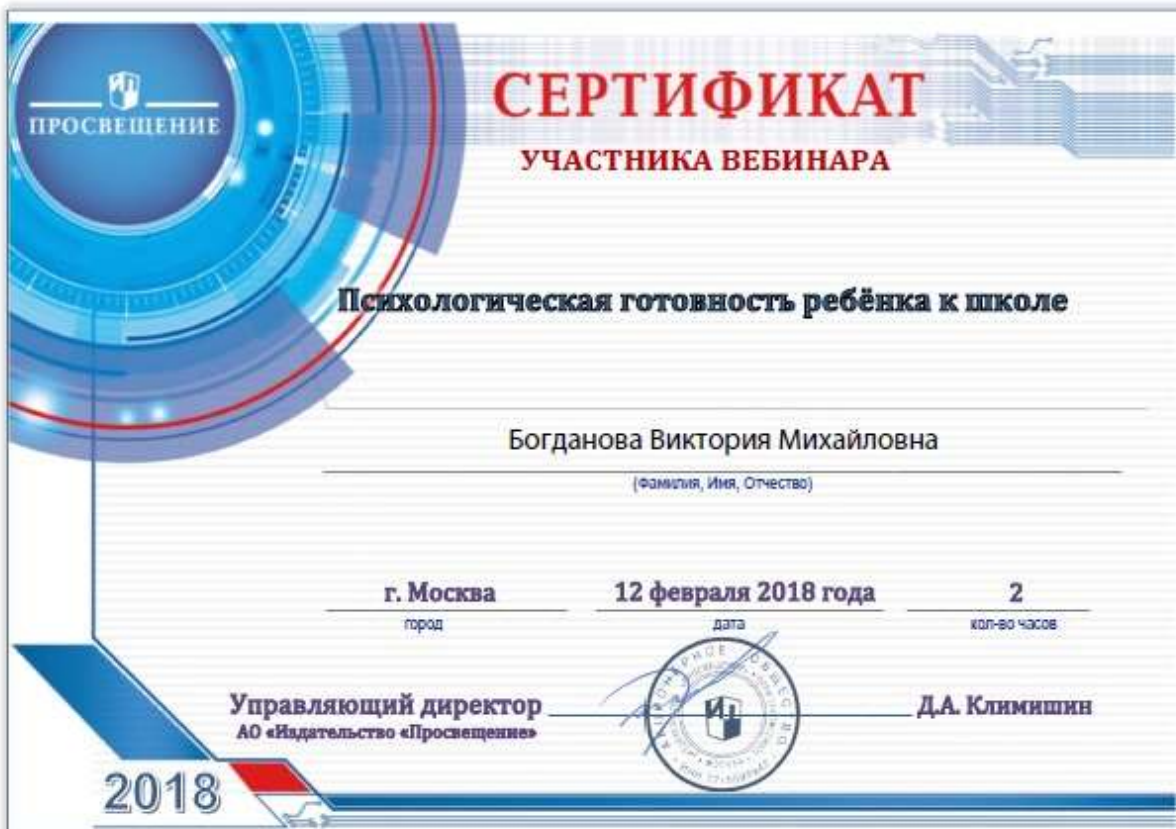 ПРОСВЕЩЕНИЕ
СЕРТИФИКАТ
УЧАСТНИКА ВЕБИНАРА
Психологическая готовность ребёнка к школе
Богданова Виктория Михайловна
(Фамилия, Имя, Отчество)
г. Москва 12 февраля 2018 года 2
город дата кол-во часов
Управляющий директор Д.А. Климишин
АО «Издательство «Просвещение»
2018